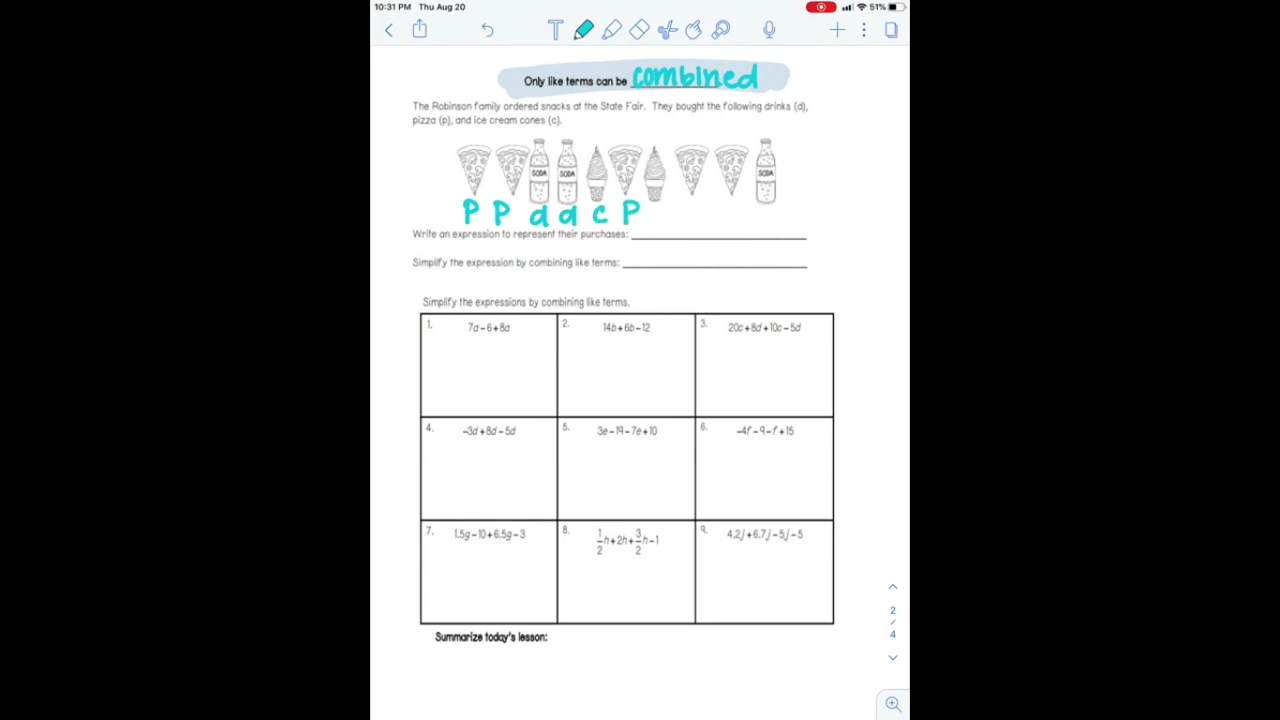 10:31 PM Thu Aug 20
51%
T
Only like terms can be combined
The Robinson family ordered snacks at the State Fair. They bought the following drinks (d),
pizza (p), and ice cream cones (c).
SODA SODA SODA
P P d d c P
Write an expression to represent their purchases: ____________
Simplify the expression by combining like terms: ____________
Simplify the expressions by combining like terms.
1. 7a – 6 + 8a 2. 14b + 6b – 12 3. 20c + 8d + 10c – 5d
4. –3d + 8d – 5d 5. 3e – 19 – 7e + 10 6. –4f – 9 – f + 15
7. 1.5g – 10 + 6.5g – 3 8. 1/2 h + 2h + 3/2 h – 1 9. 4.2j + 6.7j – 5j – 5
2
/
4
Summarize today's lesson: